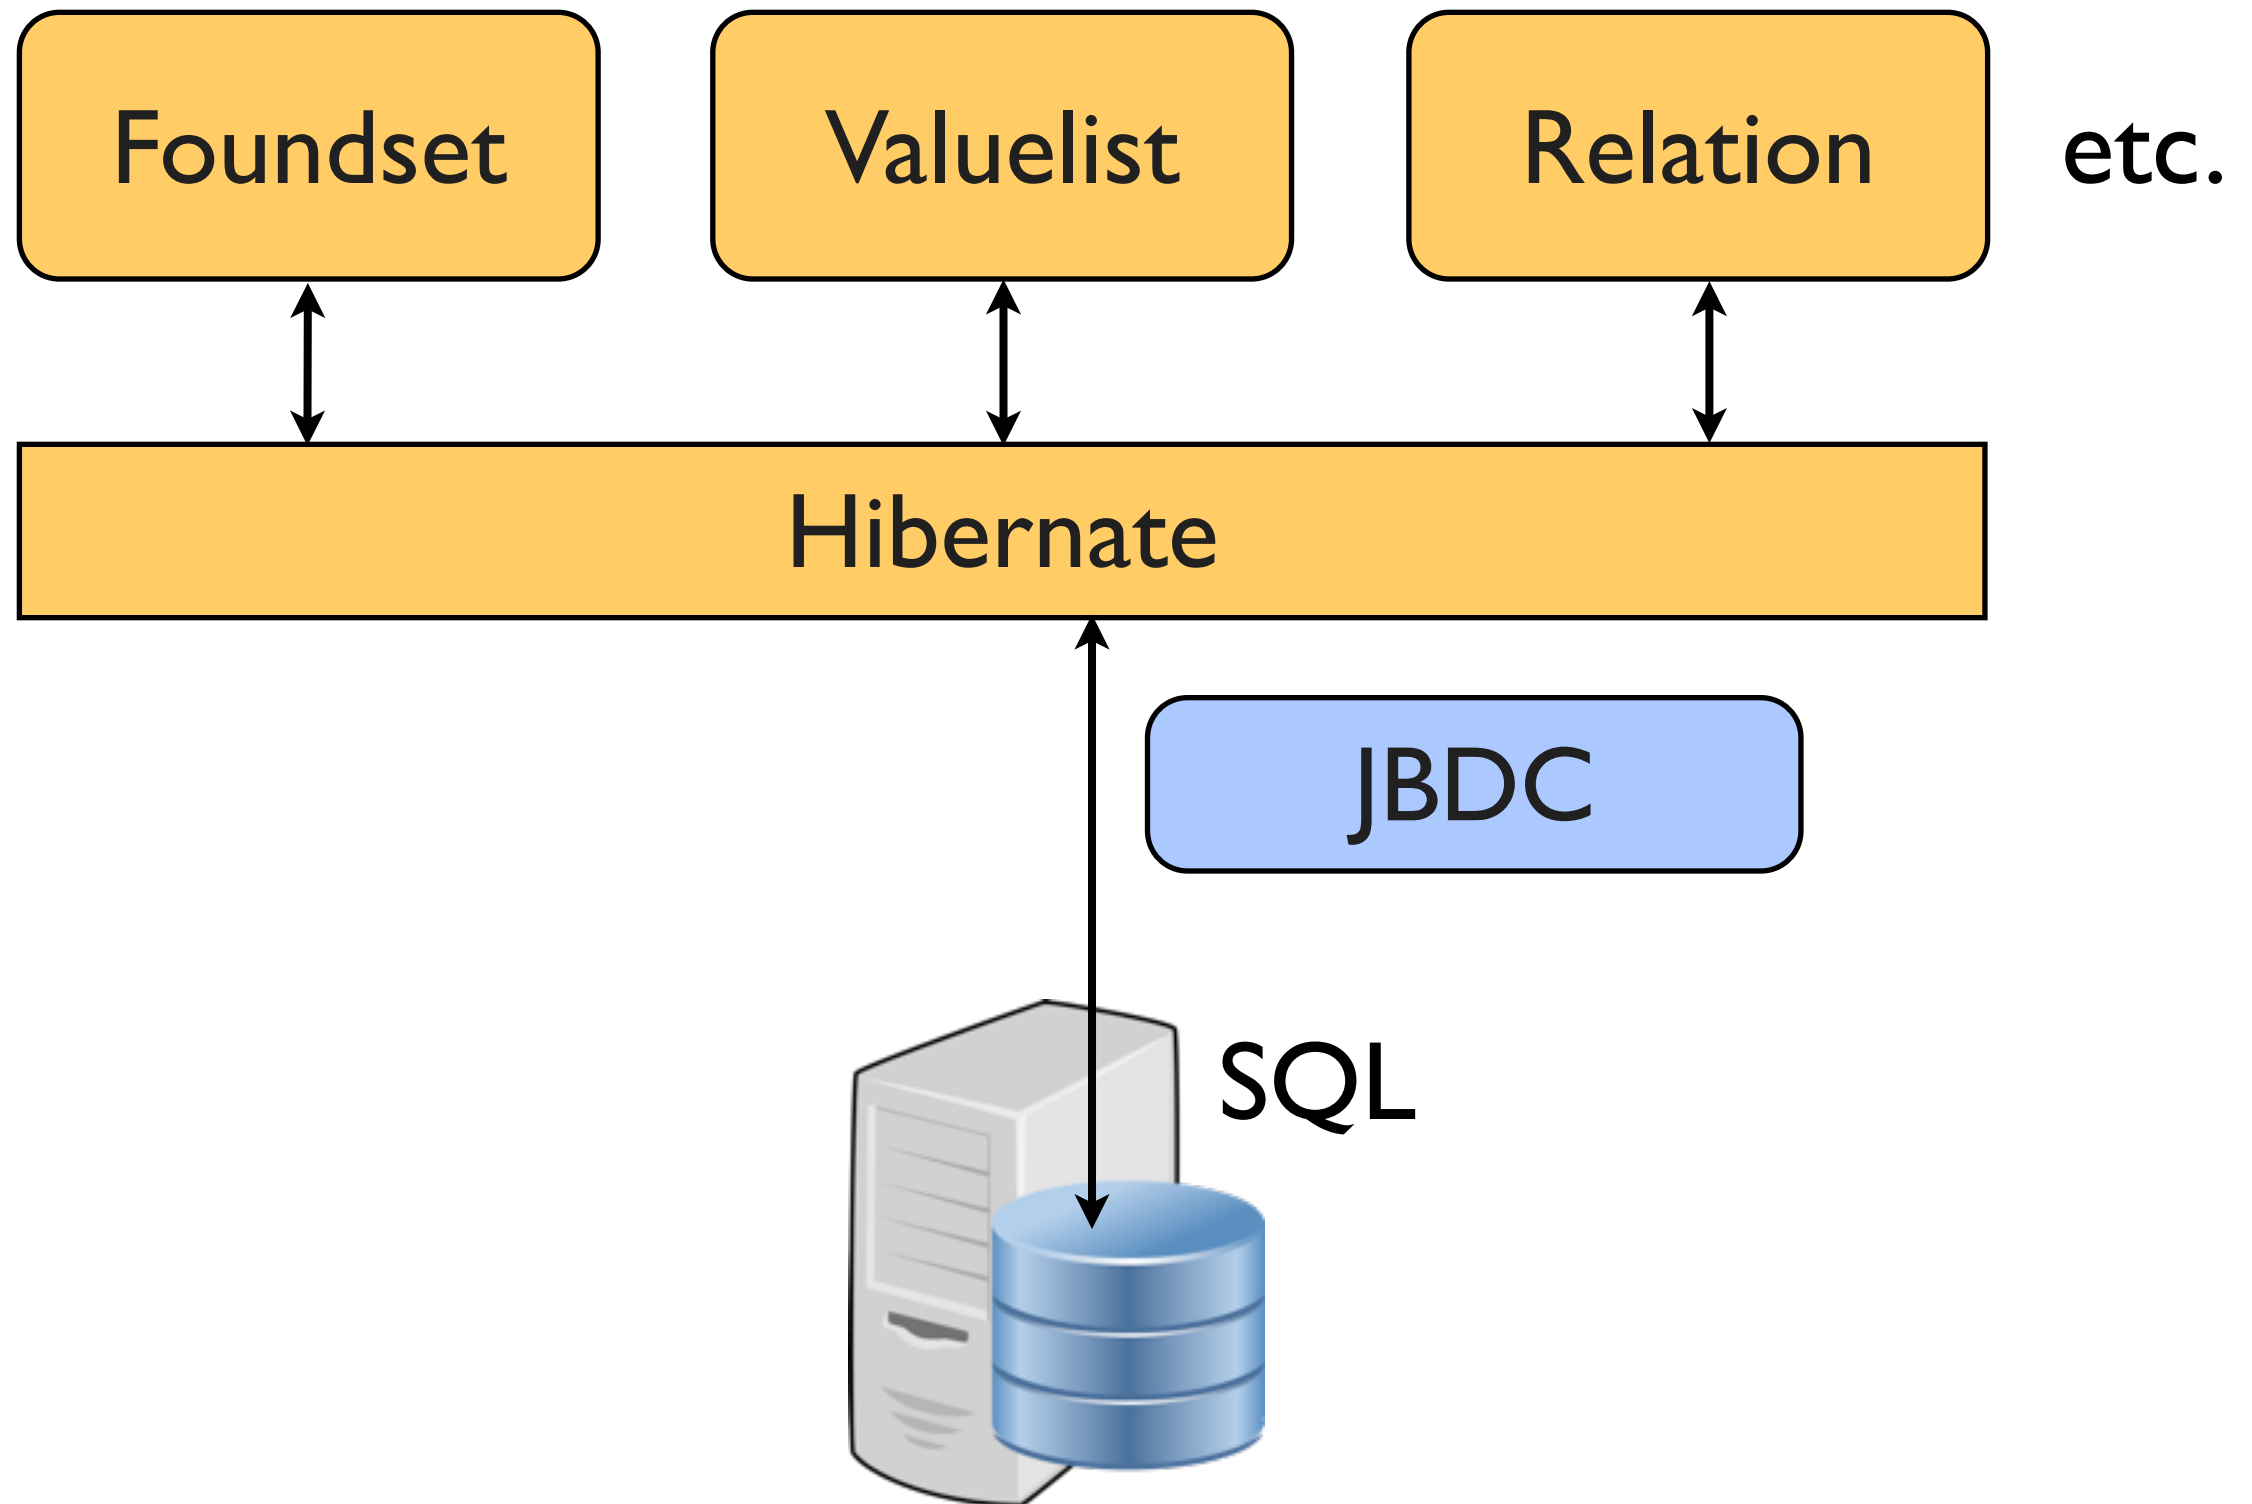 Foundset
Valuelist
Relation
etc.
Hibernate
JBDC
SQL